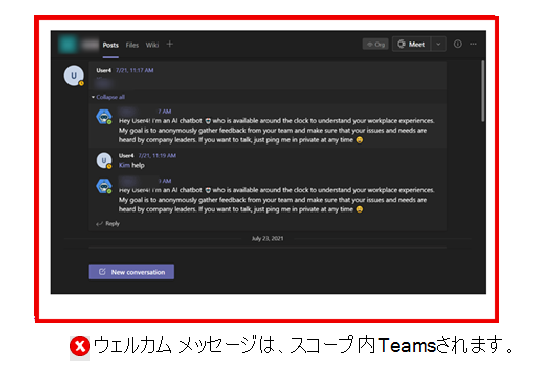 Posts Files Wiki +
Org Meet
User4 7/21, 11:17 AM
Collapse all
7 AM
Hey User4! I'm an AI chatbot who is available around the clock to understand your workplace experiences.
My goal is to anonymously gather feedback from your team and make sure that your issues and needs are
heard by company leaders. If you want to talk, just ping me in private at any time
User4 7/21, 11:19 AM
Kim help
AM
Hey User4! I'm an AI chatbot who is available around the clock to understand your workplace experiences.
My goal is to anonymously gather feedback from your team and make sure that your issues and needs are
heard by company leaders. If you want to talk, just ping me in private at any time
Reply
July 23, 2021
New conversation
ウェルカム メッセージは、スコープ内Teamsされます。